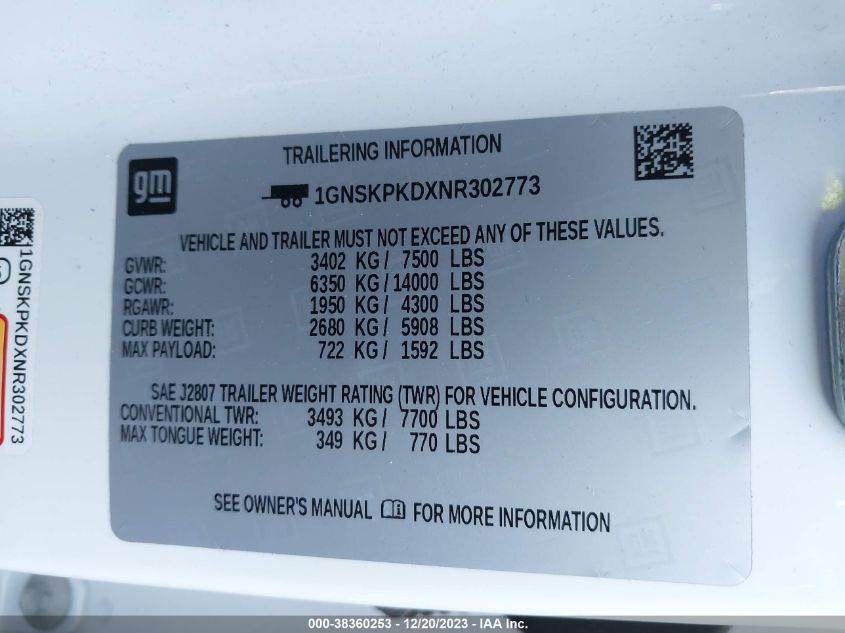 gm
TRAILERING INFORMATION
1GNSKPKDXNR302773
VEHICLE AND TRAILER MUST NOT EXCEED ANY OF THESE VALUES.
GVWR: 3402 KG / 7500 LBS
GCWR: 6350 KG / 14000 LBS
RGAWR: 1950 KG / 4300 LBS
CURB WEIGHT: 2680 KG / 5908 LBS
MAX PAYLOAD: 722 KG / 1592 LBS
SAE J2807 TRAILER WEIGHT RATING (TWR) FOR VEHICLE CONFIGURATION.
CONVENTIONAL TWR: 3493 KG / 7700 LBS
MAX TONGUE WEIGHT: 349 KG / 770 LBS
SEE OWNER'S MANUAL FOR MORE INFORMATION
1GNSKPKDXNR302773
000-38360253 - 12/20/2023 - IAA Inc.